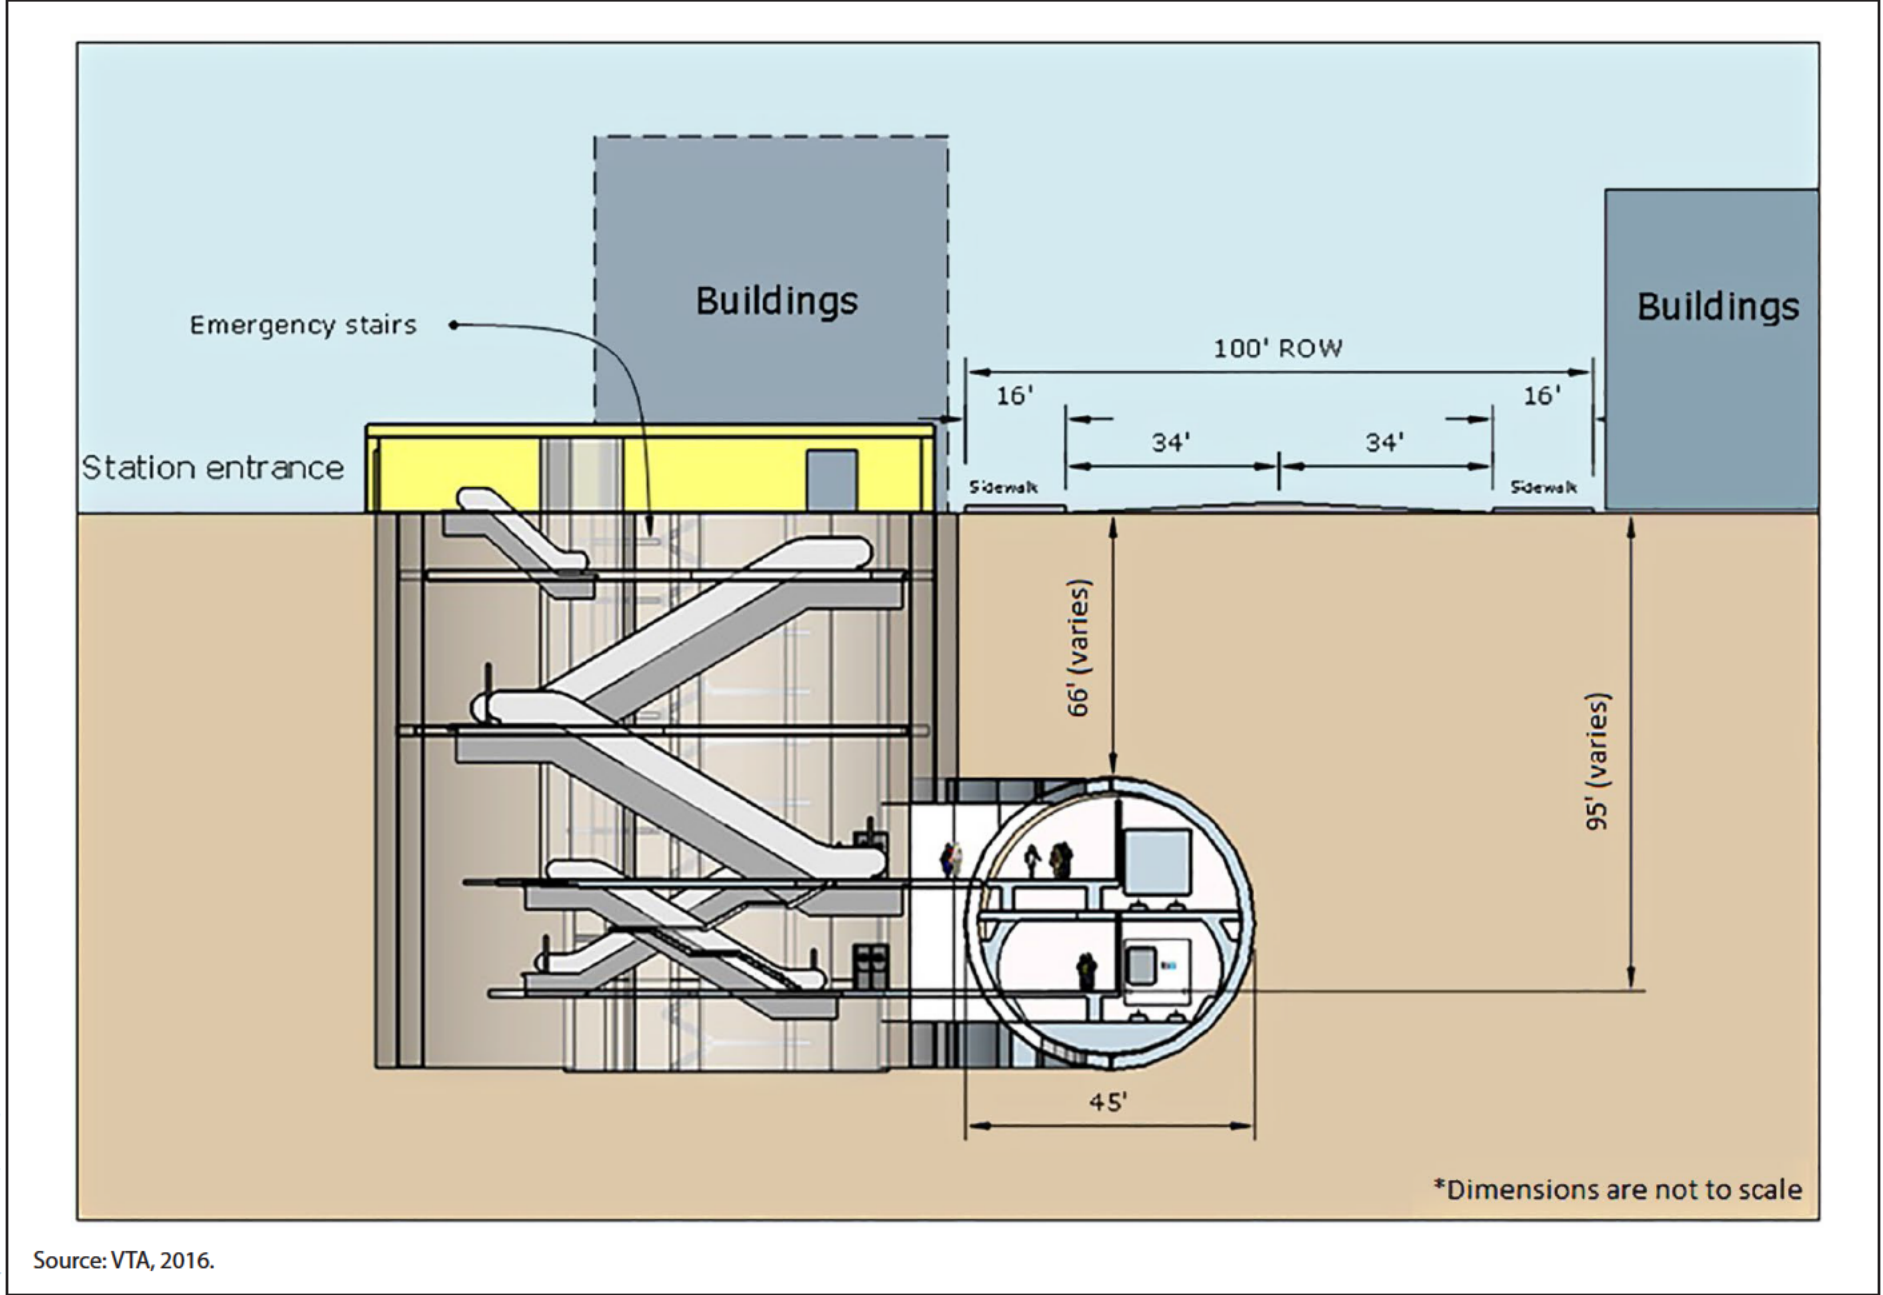 Buildings
Buildings
Emergency stairs
100' ROW
16'
16'
34'
34'
Station entrance
Sidewalk
Sidewalk
66' (varies)
95' (varies)
45'
*Dimensions are not to scale
Source: VTA, 2016.